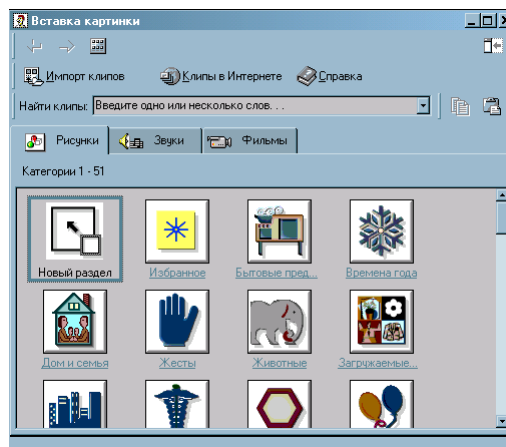 Вставка картинки
Импорт клипов Клипы в Интернете Справка
Найти клипы: Введите одно или несколько слов. . .
Рисунки Звуки Фильмы
Категории 1 - 51
Новый раздел Избранное Бытовые пред... Времена года
Дом и семья Жесты Животные Загружаемые...